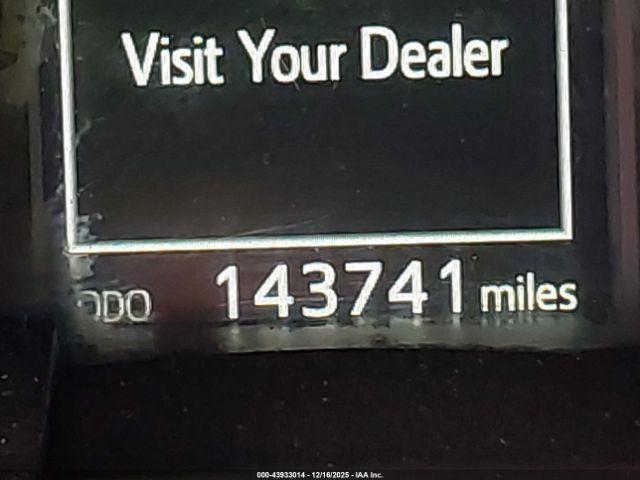 Visit Your Dealer
ODO 143741 miles
000-43933014 - 12/16/2025 - IAA Inc.